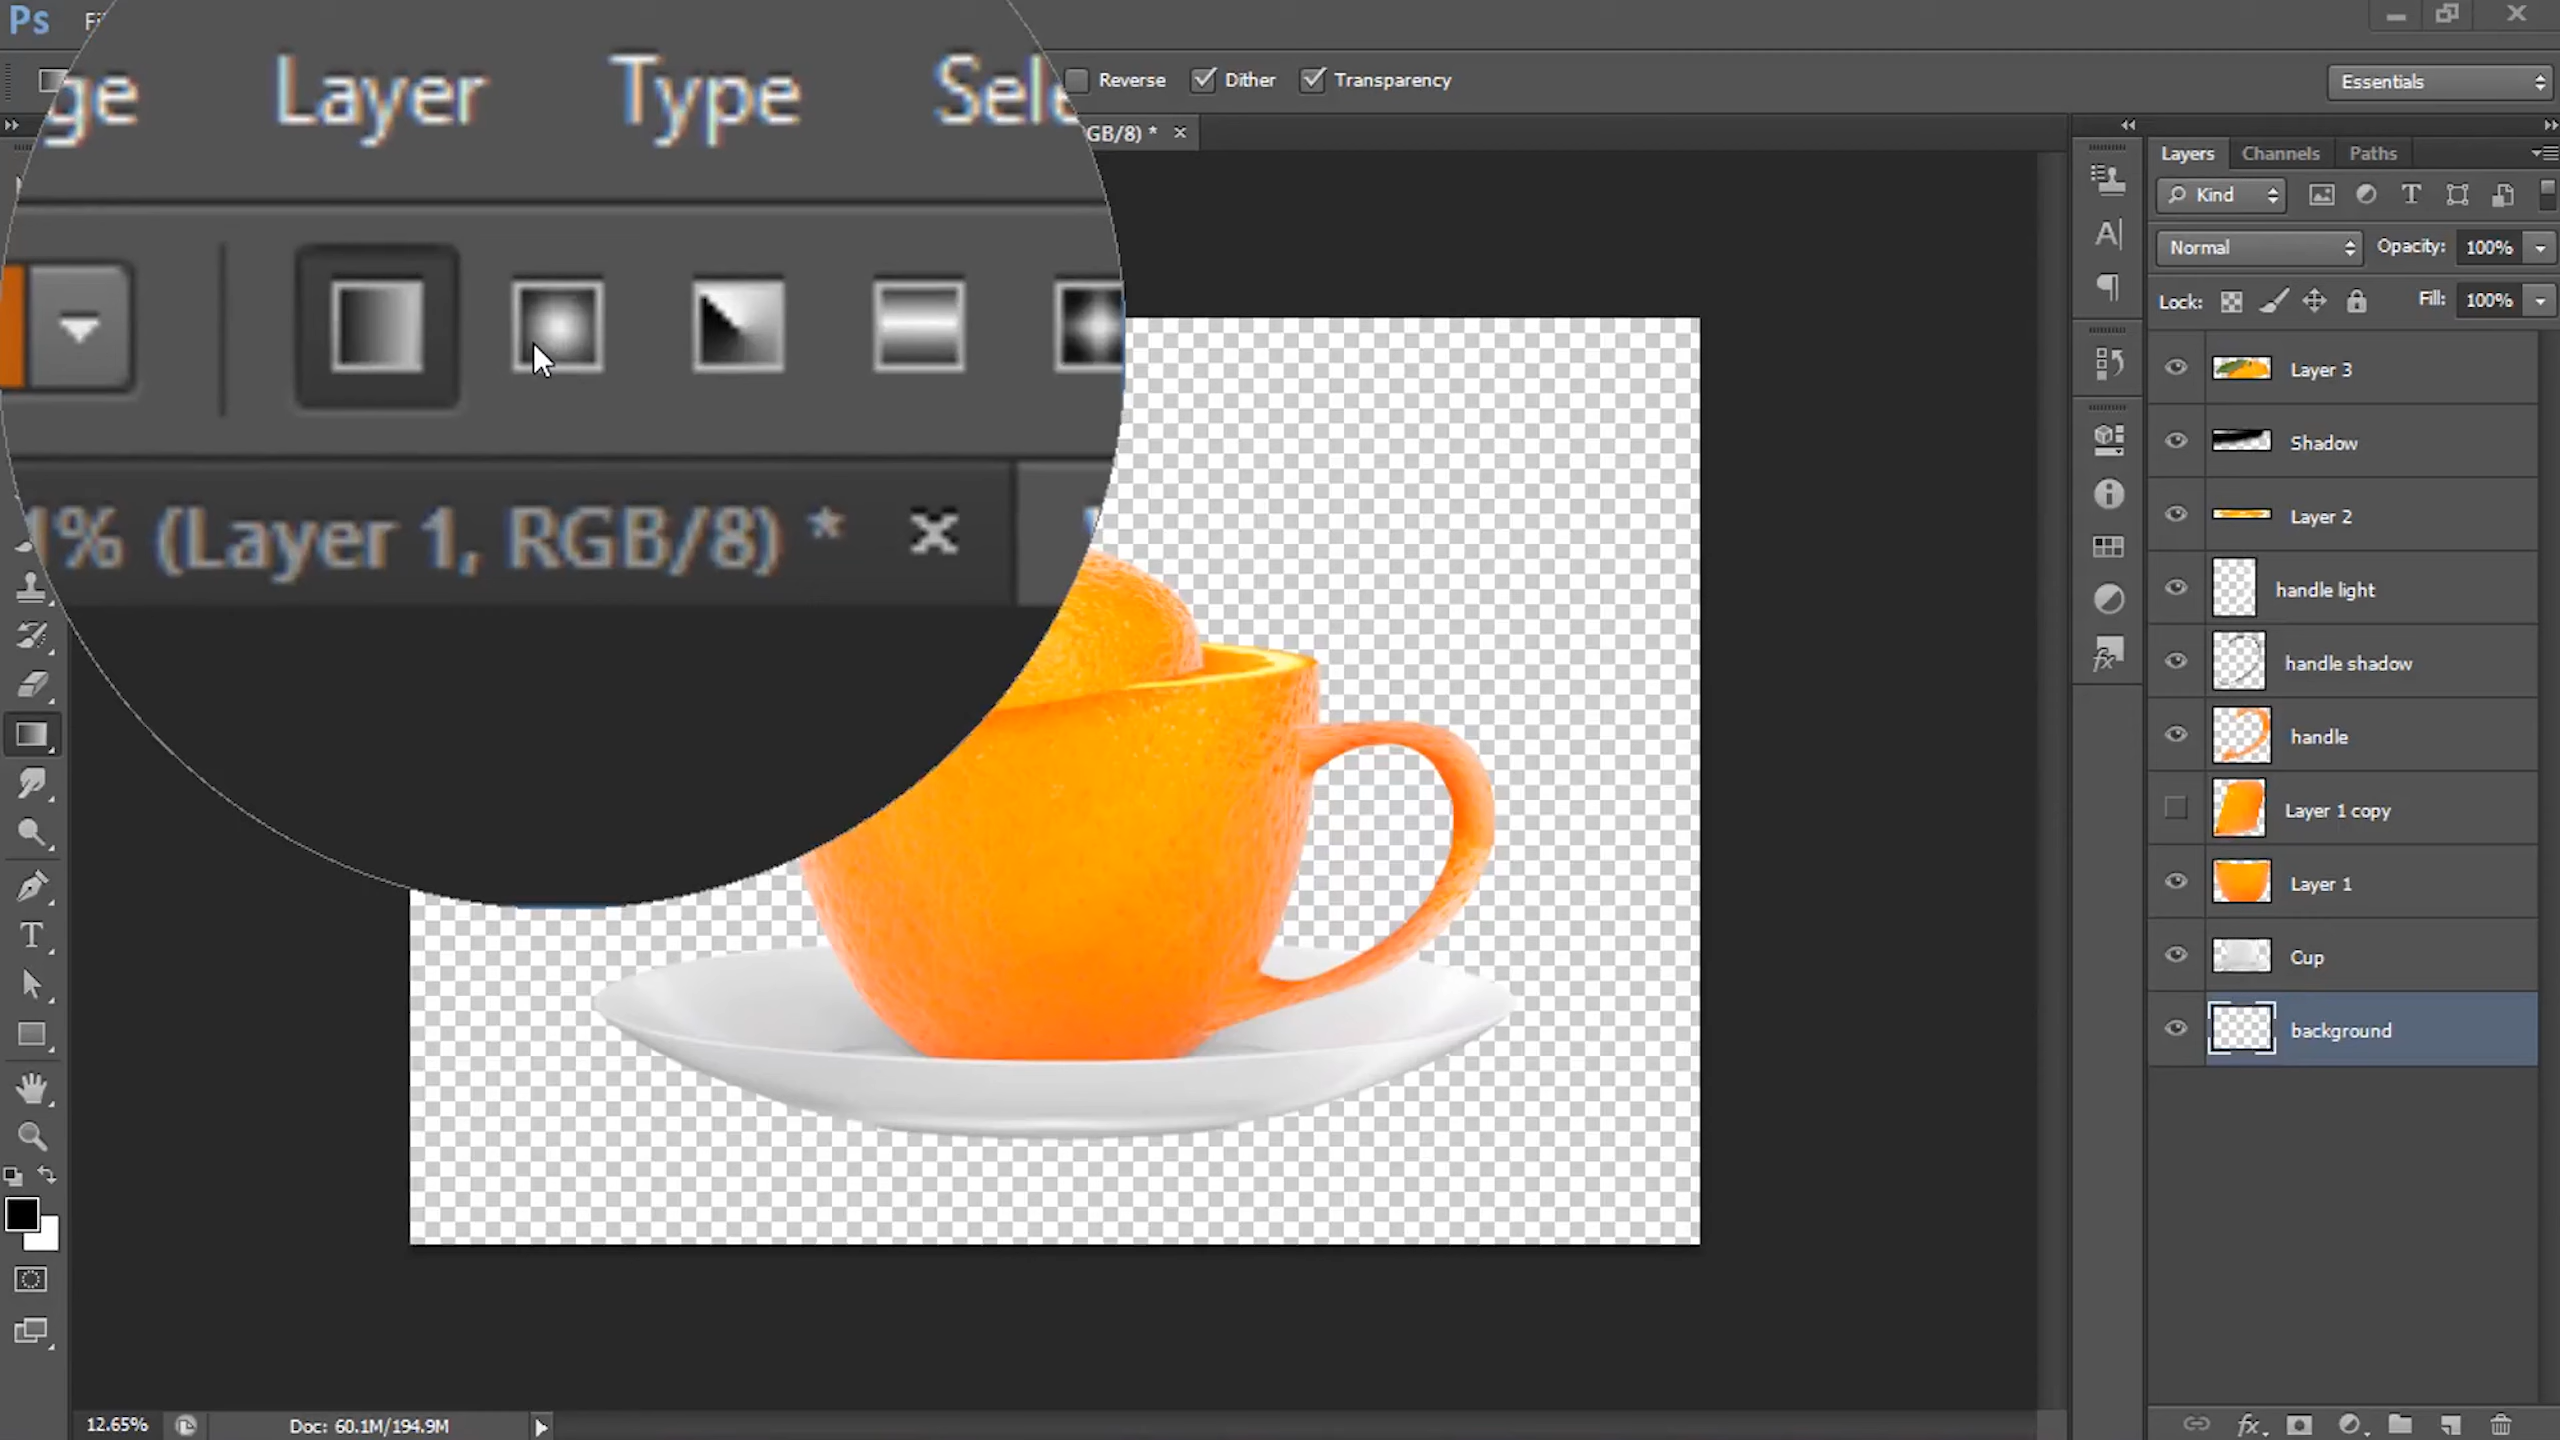 Ps
ge Layer Type Sele
Reverse Dither Transparency
Essentials
1% (Layer 1, RGB/8) * ×
GB/8) * ×
Layers Channels Paths
Kind
Normal Opacity: 100%
Lock: Fill: 100%
Layer 3
Shadow
Layer 2
handle light
handle shadow
handle
Layer 1 copy
Layer 1
Cup
background
12.65% Doc: 60.1M/194.9M